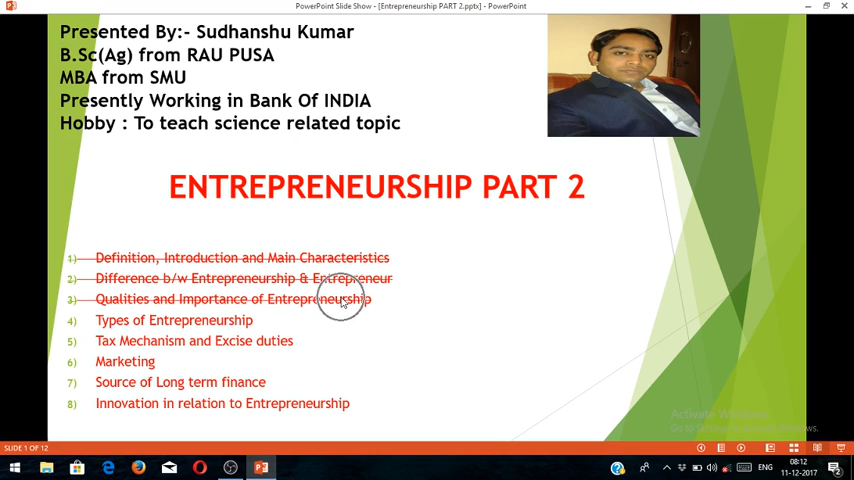 PowerPoint Slide Show - [Entrepreneurship PART 2.pptx] - PowerPoint
Presented By:- Sudhanshu Kumar
B.Sc(Ag) from RAU PUSA
MBA from SMU
Presently Working in Bank Of INDIA
Hobby : To teach science related topic
ENTREPRENEURSHIP PART 2
1) Definition, Introduction and Main Characteristics
2) Difference b/w Entrepreneurship & Entrepreneur
3) Qualities and Importance of Entrepreneurship
4) Types of Entrepreneurship
5) Tax Mechanism and Excise duties
6) Marketing
7) Source of Long term finance
8) Innovation in relation to Entrepreneurship
Activate Windows
SLIDE 1 OF 12
ENG
08:12
11-12-2017